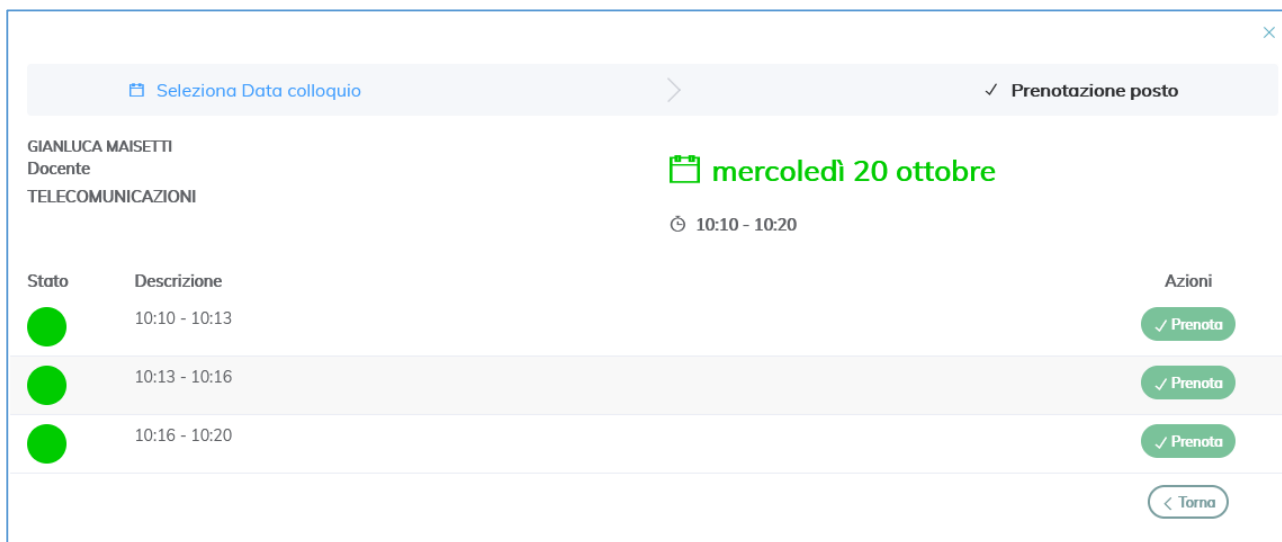 Seleziona Data colloquio
Prenotazione posto
GIANLUCA MAISETTI
Docente
TELECOMUNICAZIONI
mercoledì 20 ottobre
10:10 - 10:20
Stato Descrizione Azioni
10:10 - 10:13 Prenota
10:13 - 10:16 Prenota
10:16 - 10:20 Prenota
Torna